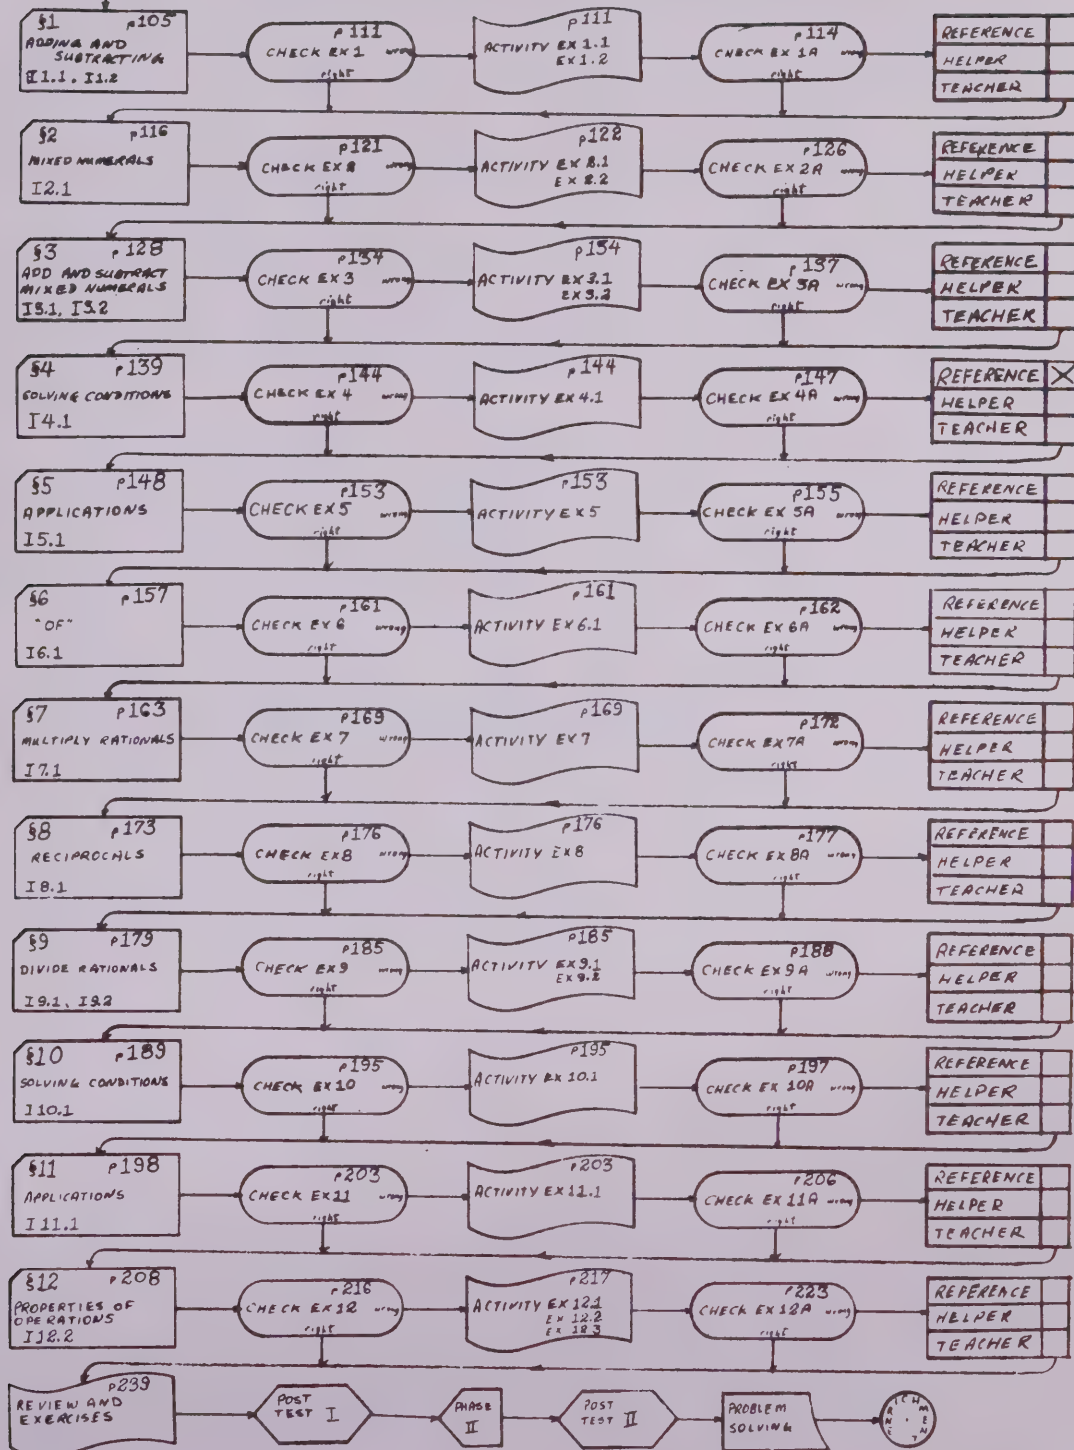 §1 p105
ADDING AND
SUBTRACTING
I1.1, I1.2
p111
CHECK EX 1 wrong
right
p111
ACTIVITY EX 1.1
EX 1.2
p114
CHECK EX 1A wrong
right
REFERENCE
HELPER
TEACHER
§2 p116
MIXED NUMERALS
I2.1
p121
CHECK EX 2 wrong
right
p122
ACTIVITY EX 2.1
EX 2.2
p126
CHECK EX 2A wrong
right
REFERENCE
HELPER
TEACHER
§3 p128
ADD AND SUBTRACT
MIXED NUMERALS
I3.1, I3.2
p134
CHECK EX 3 wrong
right
p134
ACTIVITY EX 3.1
EX 3.2
p137
CHECK EX 3A wrong
right
REFERENCE
HELPER
TEACHER
§4 p139
SOLVING CONDITIONS
I4.1
p144
CHECK EX 4 wrong
right
p144
ACTIVITY EX 4.1
p147
CHECK EX 4A wrong
right
REFERENCE X
HELPER
TEACHER
§5 p148
APPLICATIONS
I5.1
p153
CHECK EX 5 wrong
right
p153
ACTIVITY EX 5
p155
CHECK EX 5A wrong
right
REFERENCE
HELPER
TEACHER
§6 p157
"OF"
I6.1
p161
CHECK EX 6 wrong
right
p161
ACTIVITY EX 6.1
p162
CHECK EX 6A wrong
right
REFERENCE
HELPER
TEACHER
§7 p163
MULTIPLY RATIONALS
I7.1
p169
CHECK EX 7 wrong
right
p169
ACTIVITY EX 7
p172
CHECK EX 7A wrong
right
REFERENCE
HELPER
TEACHER
§8 p173
RECIPROCALS
I8.1
p176
CHECK EX 8 wrong
right
p176
ACTIVITY EX 8
p177
CHECK EX 8A wrong
right
REFERENCE
HELPER
TEACHER
§9 p179
DIVIDE RATIONALS
I9.1, I9.2
p185
CHECK EX 9 wrong
right
p185
ACTIVITY EX 9.1
EX 9.2
p188
CHECK EX 9A wrong
right
REFERENCE
HELPER
TEACHER
§10 p189
SOLVING CONDITIONS
I10.1
p195
CHECK EX 10 wrong
right
p195
ACTIVITY EX 10.1
p197
CHECK EX 10A wrong
right
REFERENCE
HELPER
TEACHER
§11 p198
APPLICATIONS
I11.1
p203
CHECK EX 11 wrong
right
p203
ACTIVITY EX 11.1
p206
CHECK EX 11A wrong
right
REFERENCE
HELPER
TEACHER
§12 p208
PROPERTIES OF
OPERATIONS
I12.2
p216
CHECK EX 12 wrong
right
p217
ACTIVITY EX 12.1
EX 12.2
EX 12.3
p223
CHECK EX 12A wrong
right
REFERENCE
HELPER
TEACHER
p239
REVIEW AND
EXERCISES
POST
TEST I
PHASE
II
POST
TEST II
PROBLEM
SOLVING
ENRICHMENT